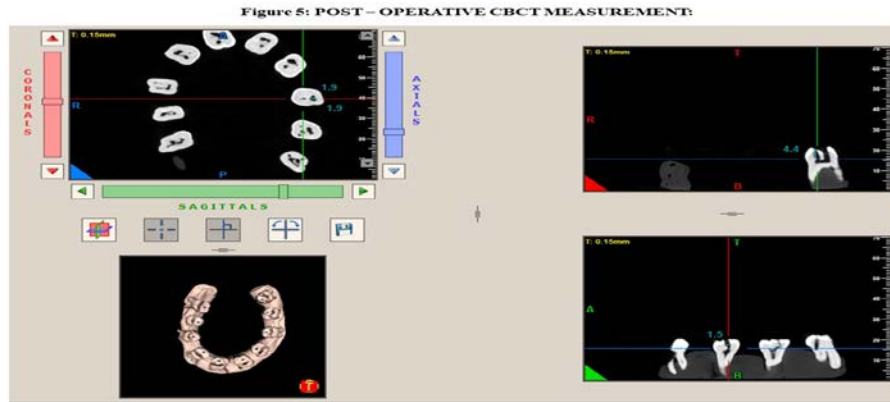 Figure 5: POST – OPERATIVE CBCT MEASUREMENT:
T: 0.15mm
A
1.9
1.9
R
P
CORONALS
AXIALS
SAGITTALS
T: 0.15mm
T
R
4.4
B
T: 0.15mm
T
A
1.5
B
T